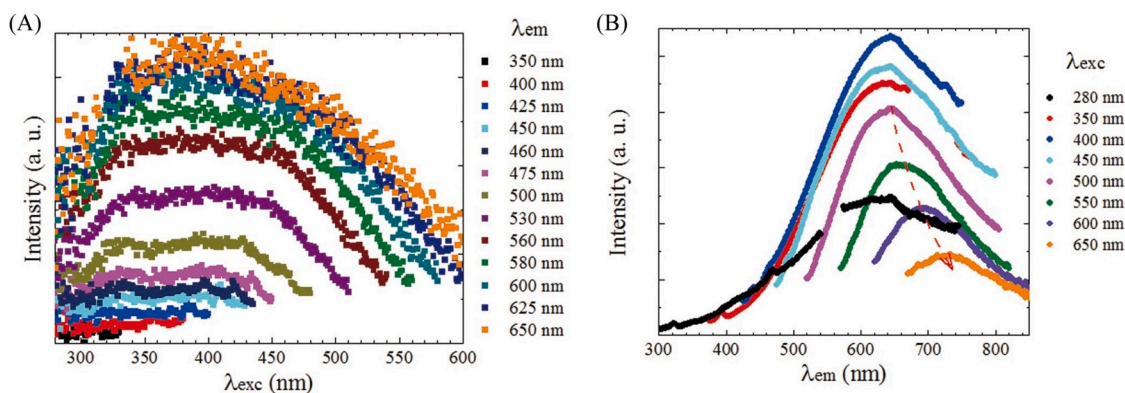 (A)
Intensity (a. u.)
300 350 400 450 500 550 600
λexc (nm)
λem
350 nm
400 nm
425 nm
450 nm
460 nm
475 nm
500 nm
530 nm
560 nm
580 nm
600 nm
625 nm
650 nm
(B)
Intensity (a. u.)
300 400 500 600 700 800
λem (nm)
λexc
280 nm
350 nm
400 nm
450 nm
500 nm
550 nm
600 nm
650 nm